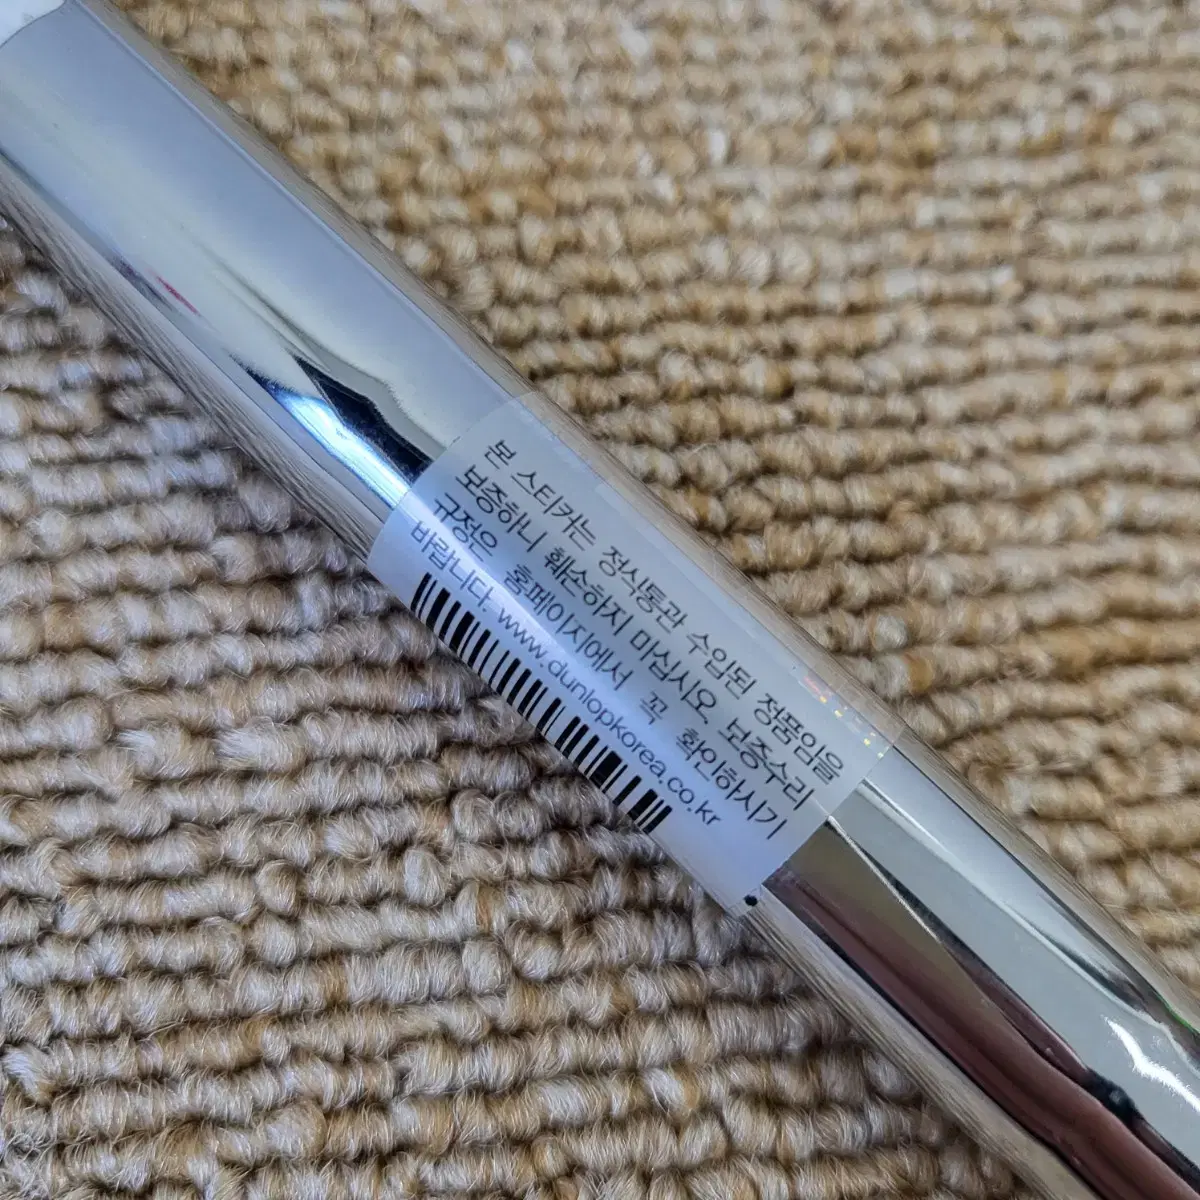 본 스티커는 정식통관 수입된 정품임을
보증하니 훼손하지 미십시오. 보증수리
규정은 홈페이지에서 꼭 확인하시기
바랍니다. www.dunlopkorea.co.kr